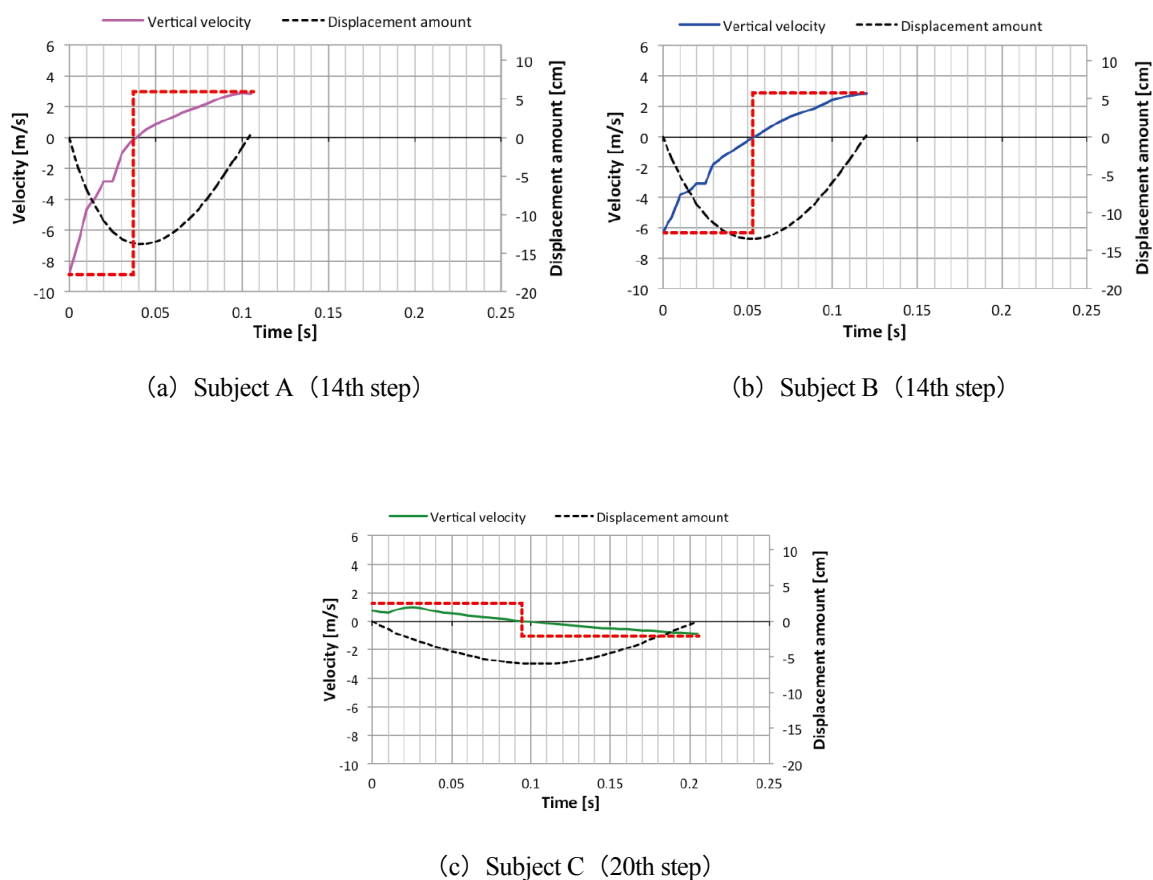 Vertical velocity Displacement amount
6
4
2
0
-2
-4
-6
-8
-10
Velocity [m/s]
10
5
0
-5
-10
-15
-20
Displacement amount [cm]
0 0.05 0.1 0.15 0.2 0.25
Time [s]
(a) Subject A (14th step)
Vertical velocity Displacement amount
6
4
2
0
-2
-4
-6
-8
-10
Velocity [m/s]
10
5
0
-5
-10
-15
-20
Displacement amount [cm]
0 0.05 0.1 0.15 0.2 0.25
Time [s]
(b) Subject B (14th step)
Vertical velocity Displacement amount
6
4
2
0
-2
-4
-6
-8
-10
Velocity [m/s]
10
5
0
-5
-10
-15
-20
Displacement amount [cm]
0 0.05 0.1 0.15 0.2 0.25
Time [s]
(c) Subject C (20th step)